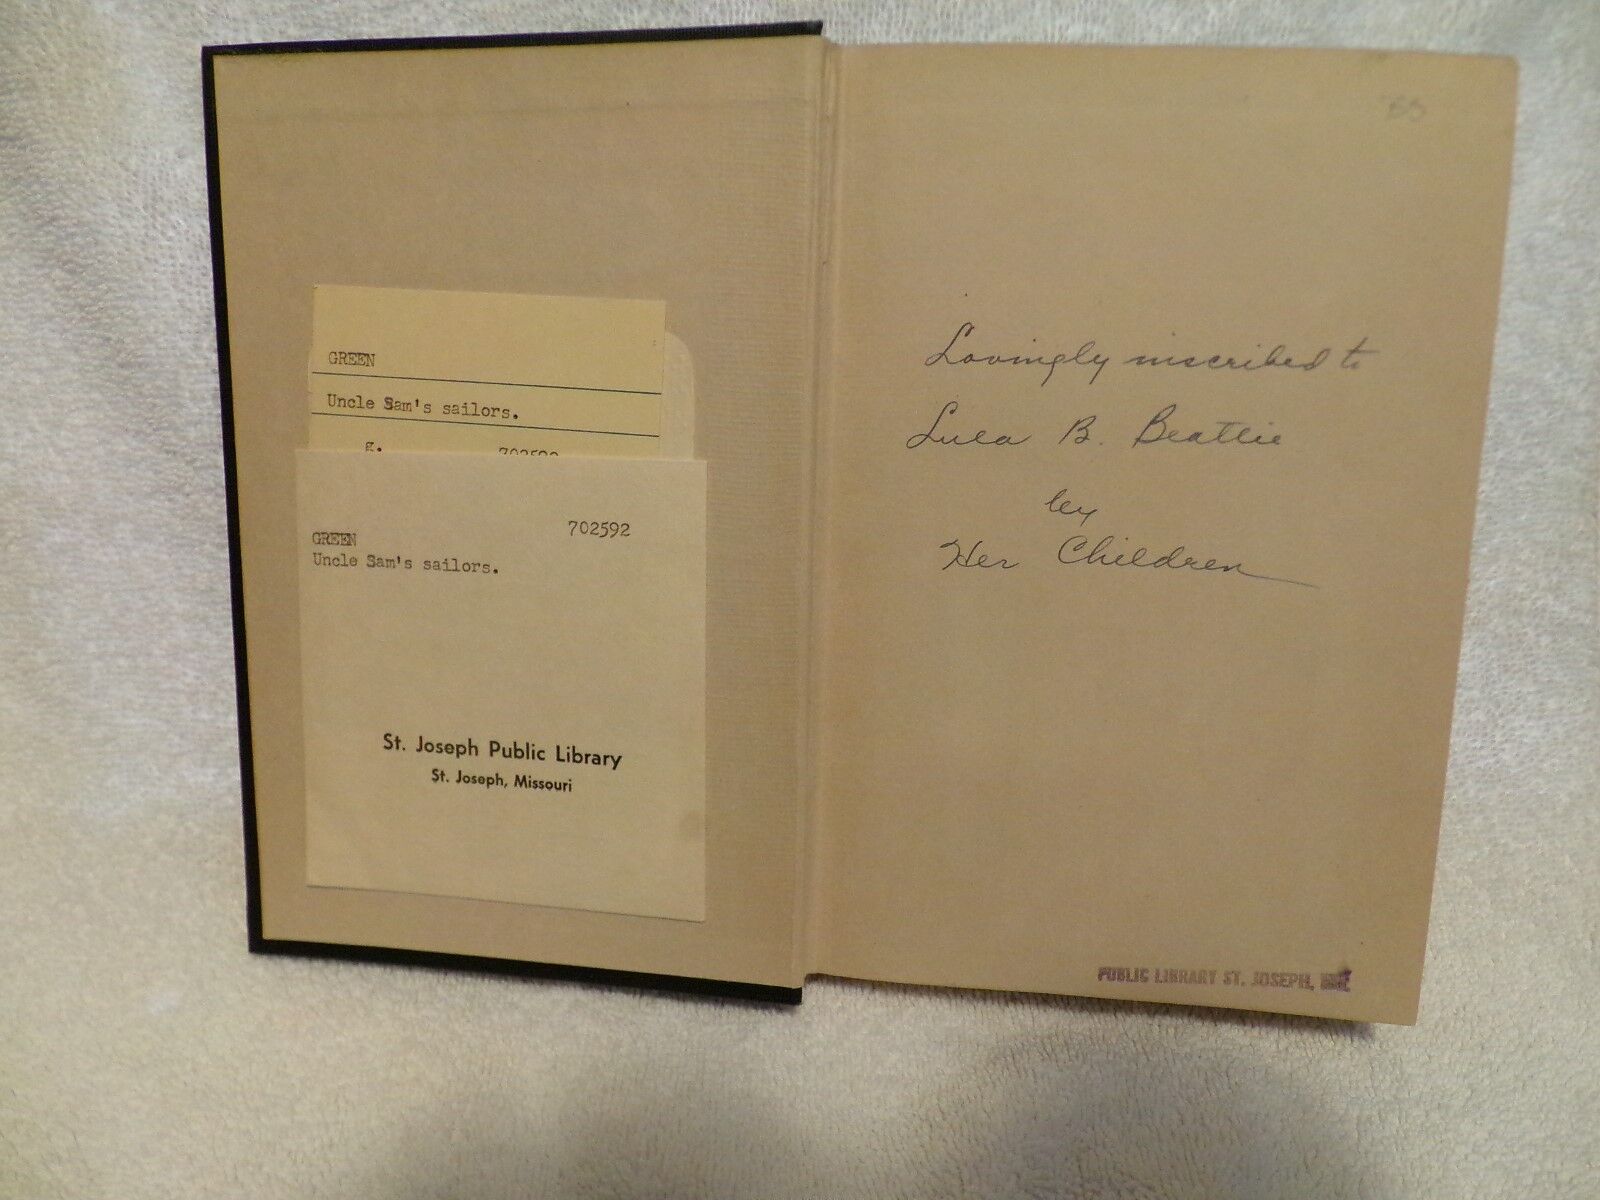 GREEN
Uncle Sam's sailors.
g. 702592
702592
GREEN
Uncle Sam's sailors.
St. Joseph Public Library
St. Joseph, Missouri
Lovingly inscribed to
Lula B. Beattie
by
Her Children
PUBLIC LIBRARY ST. JOSEPH,